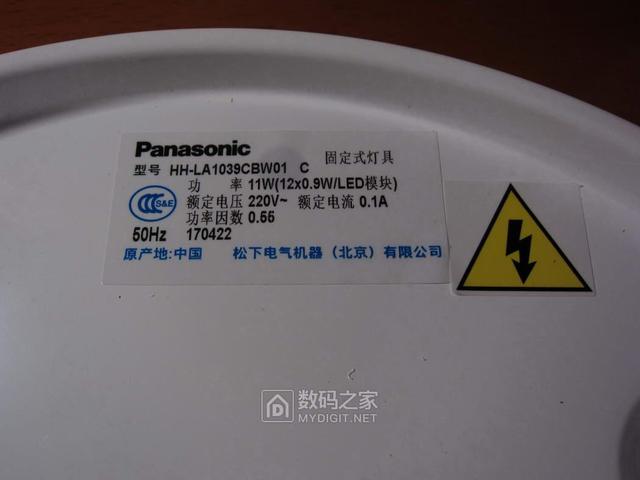 Panasonic
固定式灯具
型号 HH-LA1039CBW01 C
功 率 11W(12x0.9W/LED模块)
额定电压 220V~ 额定电流 0.1A
功率因数 0.55
CCC S&E
50Hz 170422
原产地:中国 松下电气机器（北京）有限公司
数码之家
MYDIGIT.NET